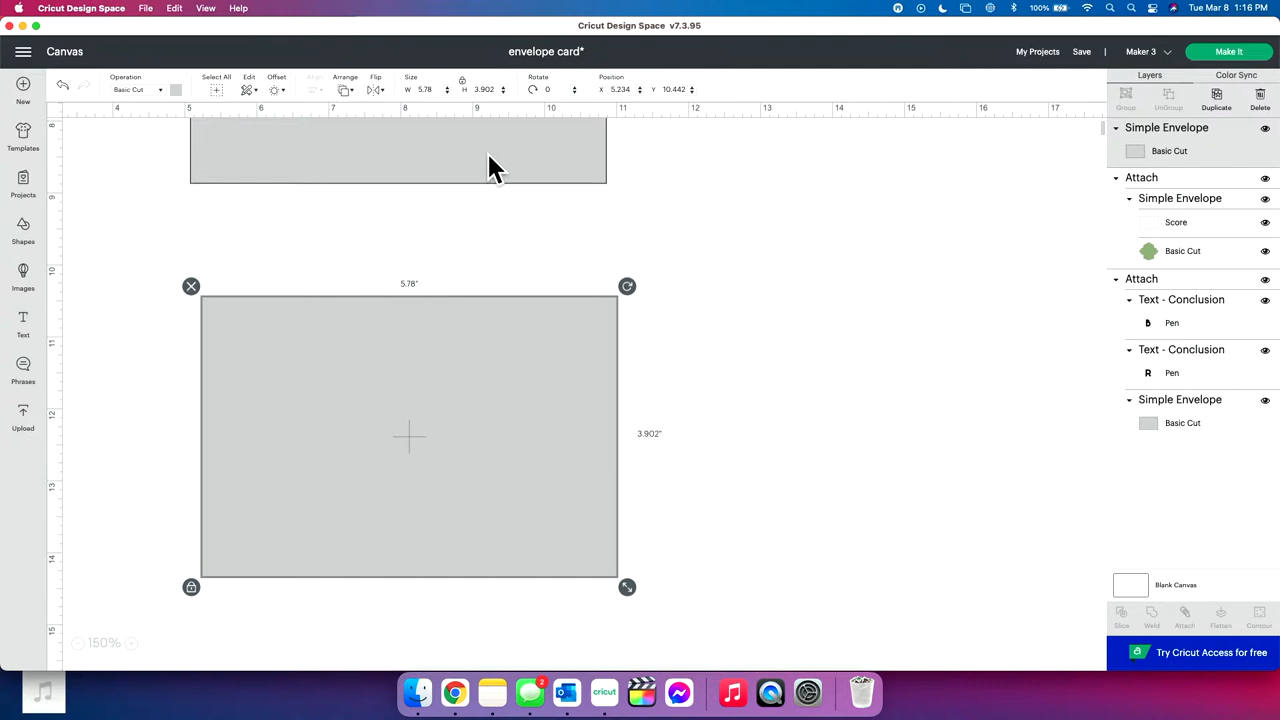 Cricut Design Space File Edit View Help 100% Tue Mar 8 1:16 PM
Cricut Design Space v7.3.95
Canvas envelope card* My Projects Save | Maker 3 Make It
Operation Select All Edit Offset Align Arrange Flip Size Rotate Position
Basic Cut W 5.78 H 3.902 0 X 5.234 Y 10.442
Layers Color Sync
Group UnGroup Duplicate Delete
4 5 6 7 8 9 10 11 12 13 14 15 16 17
8
9
10
11
12
13
14
15
New
Templates
Projects
Shapes
Images
Text
Phrases
Upload
5.78"
3.902"
150%
Simple Envelope
Basic Cut
Attach
Simple Envelope
Score
Basic Cut
Attach
Text - Conclusion
B Pen
Text - Conclusion
R Pen
Simple Envelope
Basic Cut
Blank Canvas
Slice Weld Attach Flatten Contour
Try Cricut Access for free
2
cricut